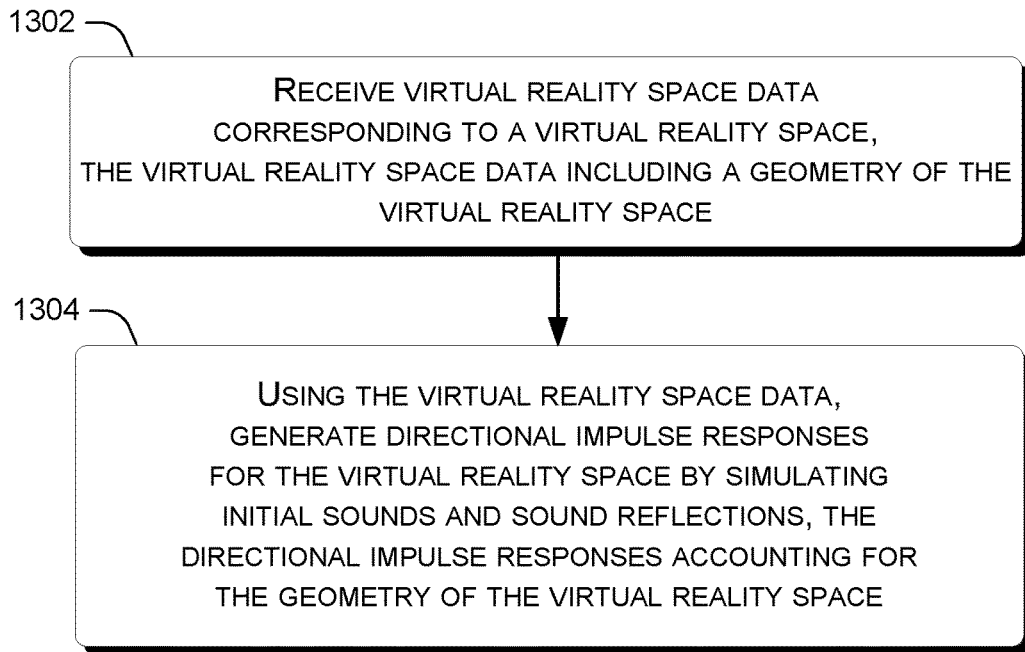 1302
RECEIVE VIRTUAL REALITY SPACE DATA
CORRESPONDING TO A VIRTUAL REALITY SPACE,
THE VIRTUAL REALITY SPACE DATA INCLUDING A GEOMETRY OF THE
VIRTUAL REALITY SPACE
1304
USING THE VIRTUAL REALITY SPACE DATA,
GENERATE DIRECTIONAL IMPULSE RESPONSES
FOR THE VIRTUAL REALITY SPACE BY SIMULATING
INITIAL SOUNDS AND SOUND REFLECTIONS, THE
DIRECTIONAL IMPULSE RESPONSES ACCOUNTING FOR
THE GEOMETRY OF THE VIRTUAL REALITY SPACE